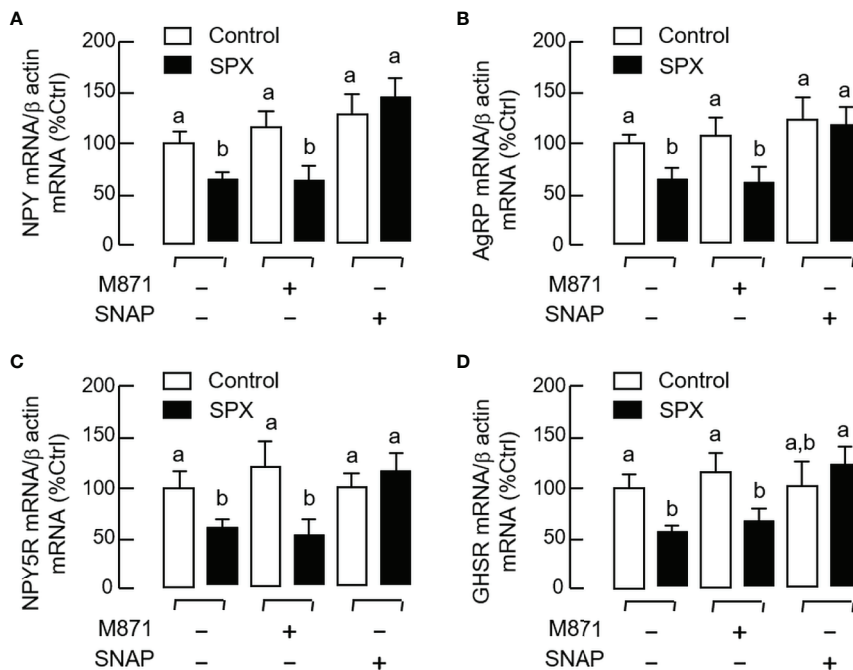 A
NPY mRNA/β actin
mRNA (%Ctrl)
200
150
100
50
0
Control
SPX
a
b
a
b
a
a
M871 – + –
SNAP – – +
B
AgRP mRNA/β actin
mRNA (%Ctrl)
200
150
100
50
0
Control
SPX
a
b
a
b
a
a
M871 – + –
SNAP – – +
C
NPY5R mRNA/β actin
mRNA (%Ctrl)
200
150
100
50
0
Control
SPX
a
b
a
b
a
a
M871 – + –
SNAP – – +
D
GHSR mRNA/β actin
mRNA (%Ctrl)
200
150
100
50
0
Control
SPX
a
b
a
b
a,b
a
M871 – + –
SNAP – – +